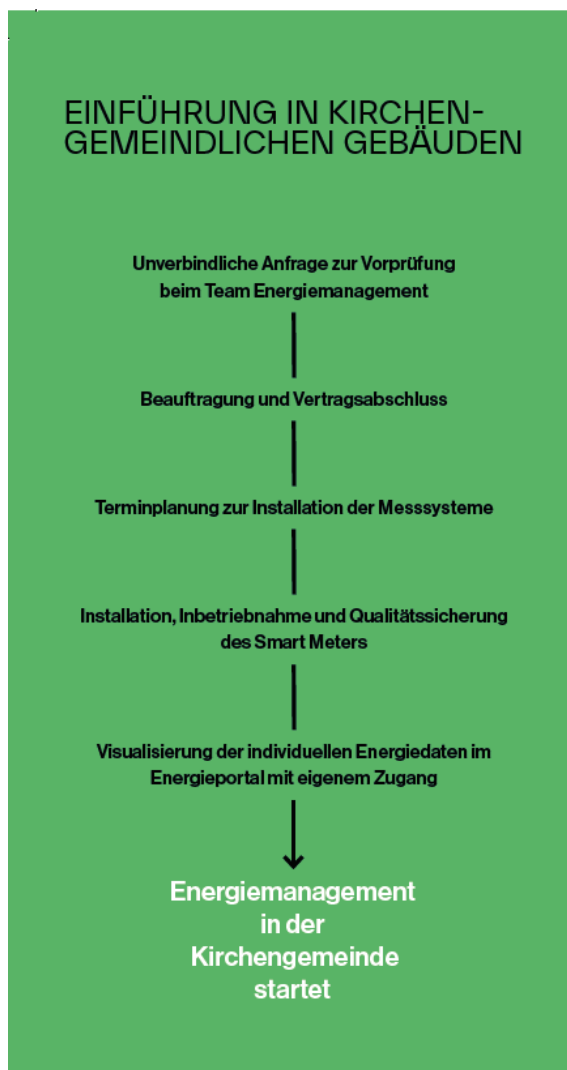 EINFÜHRUNG IN KIRCHEN-
GEMEINDLICHEN GEBÄUDEN
Unverbindliche Anfrage zur Vorprüfung
beim Team Energiemanagement
Beauftragung und Vertragsabschluss
Terminplanung zur Installation der Messsysteme
Installation, Inbetriebnahme und Qualitätssicherung
des Smart Meters
Visualisierung der individuellen Energiedaten im
Energieportal mit eigenem Zugang
Energiemanagement
in der
Kirchengemeinde
startet